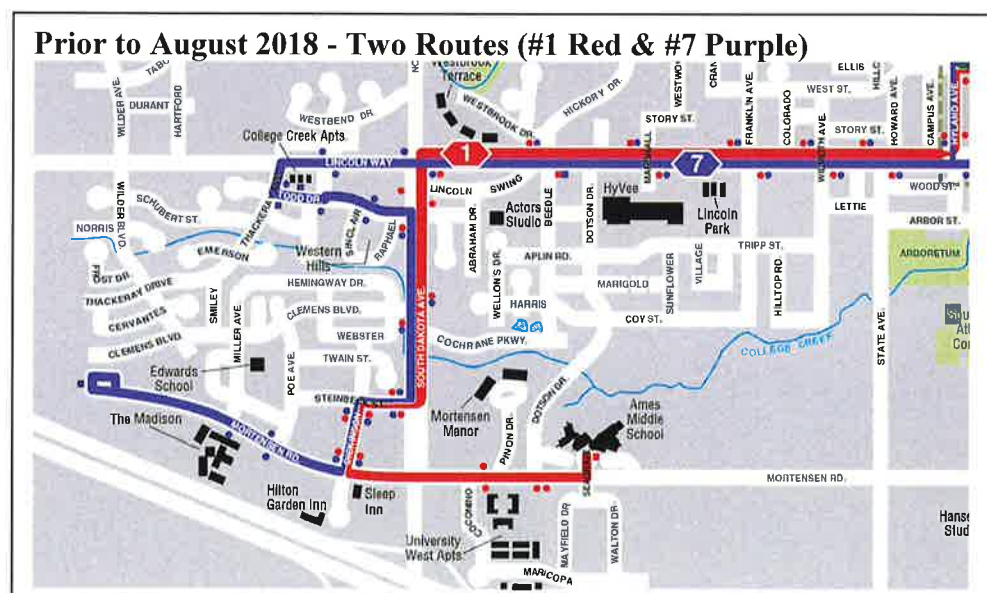 Prior to August 2018 - Two Routes (#1 Red & #7 Purple)
Westbrook
Terrace
ELLIS
WILDER AVE.
DURANT
HARTFORD
WESTBEND DR.
WESTBROOK DR.
HICKORY DR.
WEST ST.
STORY ST.
FRANKLIN AVE.
COLORADO
STORY ST.
HOWARD AVE.
CAMPUS AVE.
HYLAND AVE.
College Creek Apts
MARSHALL
LINCOLN WAY
1
7
WILDER BLVD.
TODD DR.
LINCOLN
SWING
BEEDLE
DOTSON DR.
HyVee
Lincoln
Park
WOOD ST.
LETTIE
SCHUBERT ST.
NORRIS
SINCLAIR
RAPHAEL
ABRAHAM DR.
Actors
Studio
ARBOR ST.
EMERSON
Western
Hills
WELLONS DR.
APLIN RD.
TRIPP ST.
VILLAGE
ARBORETUM
THACKERAY DRIVE
HEMINGWAY DR.
MARIGOLD
SUNFLOWER
HILLTOP RD.
SMILEY
CERVANTES
CLEMENS BLVD.
HARRIS
COY ST.
CLEMENS BLVD.
MILLER AVE.
WEBSTER
COCHRANE PKWY.
COLLEGE CREEK
STATE AVE.
TWAIN ST.
SOUTH DAKOTA AVE.
Edwards
School
POE AVE.
STEINBECK ST.
Mortensen
Manor
DOTSON DR.
Ames
Middle
School
The Madison
MORTENSEN RD.
PINON DR.
MORTENSEN RD.
Hilton
Garden Inn
Sleep
Inn
University
West Apts
MAYFIELD DR
WALTON DR.
MARICOPA